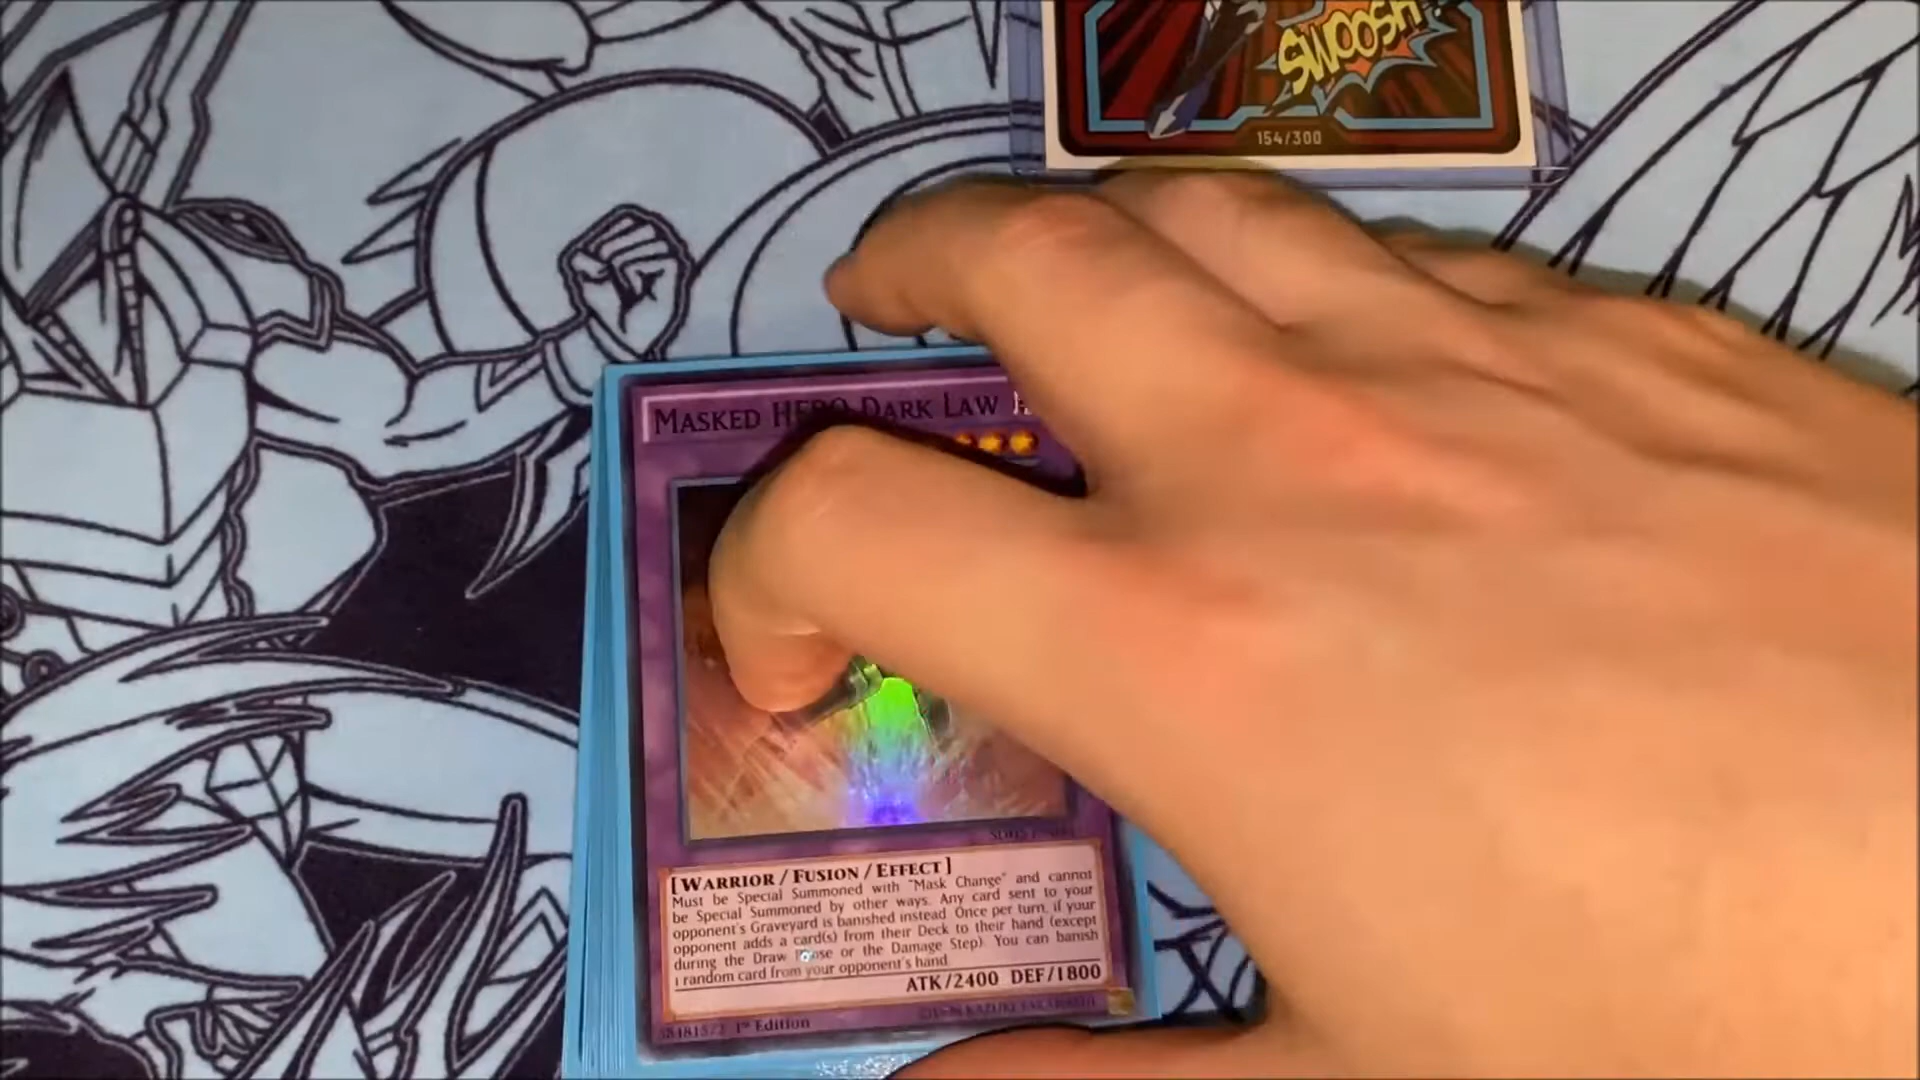 SWOOSH
154/300
MASKED HERO DARK LAW
[WARRIOR / FUSION / EFFECT]
Must be Special Summoned with "Mask Change" and cannot
be Special Summoned by other ways. Any card sent to your
opponent's Graveyard is banished instead. Once per turn, if your
opponent adds a card(s) from their Deck to their hand (except
during the Draw Phase or the Damage Step): You can banish
1 random card from your opponent's hand.
ATK/2400 DEF/1800
58481572 1st Edition